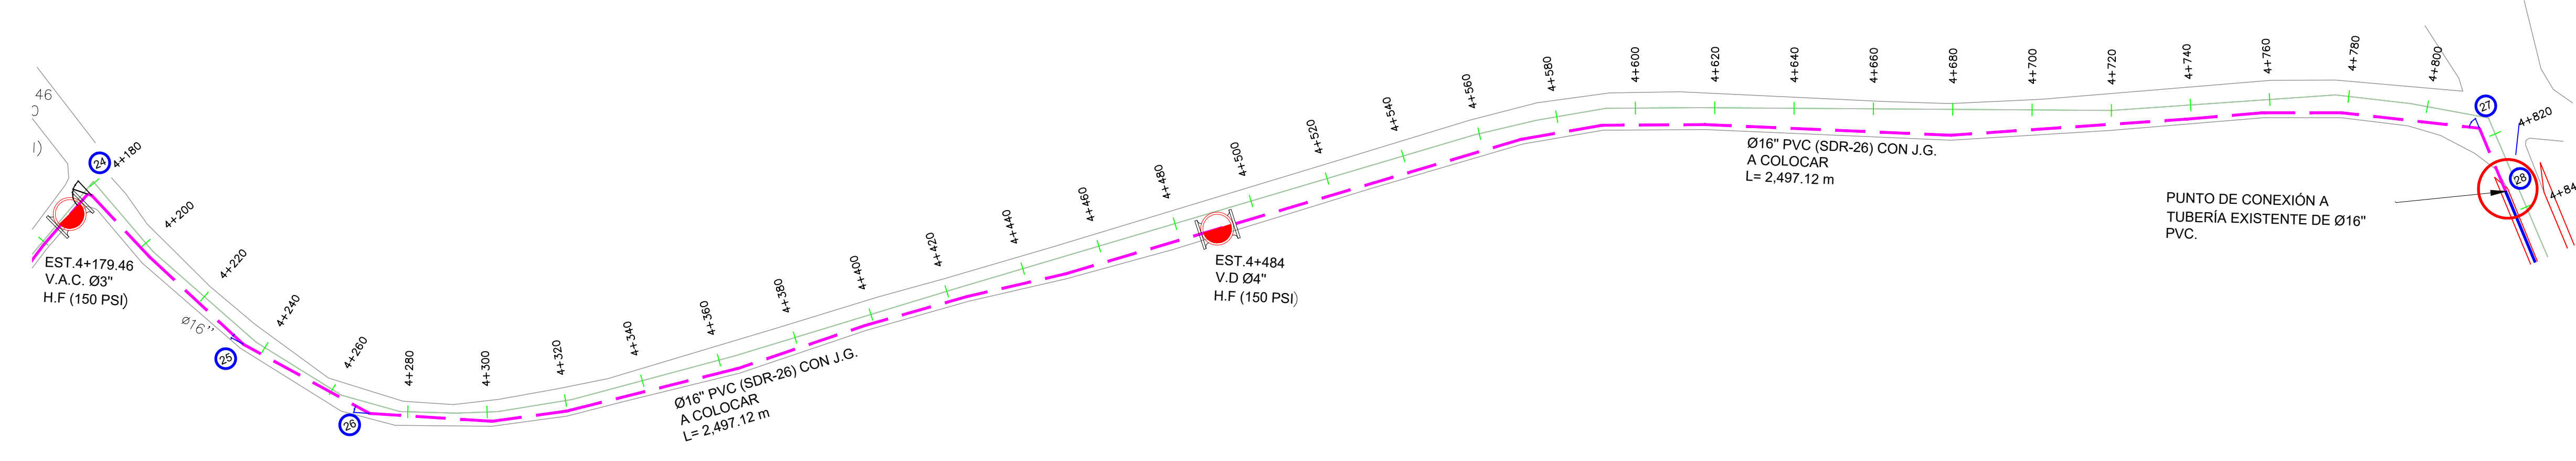 46
0
I)
24
4+180
4+200
4+220
4+240
4+260
4+280
4+300
4+320
4+340
4+360
4+380
4+400
4+420
4+440
4+460
4+480
4+500
4+520
4+540
4+560
4+580
4+600
4+620
4+640
4+660
4+680
4+700
4+720
4+740
4+760
4+780
4+800
27
4+820
28
4+84
EST.4+179.46
V.A.C. Ø3"
H.F (150 PSI)
ø16''
25
26
Ø16" PVC (SDR-26) CON J.G.
A COLOCAR
L= 2,497.12 m
EST.4+484
V.D Ø4"
H.F (150 PSI)
Ø16" PVC (SDR-26) CON J.G.
A COLOCAR
L= 2,497.12 m
PUNTO DE CONEXIÓN A
TUBERÍA EXISTENTE DE Ø16"
PVC.